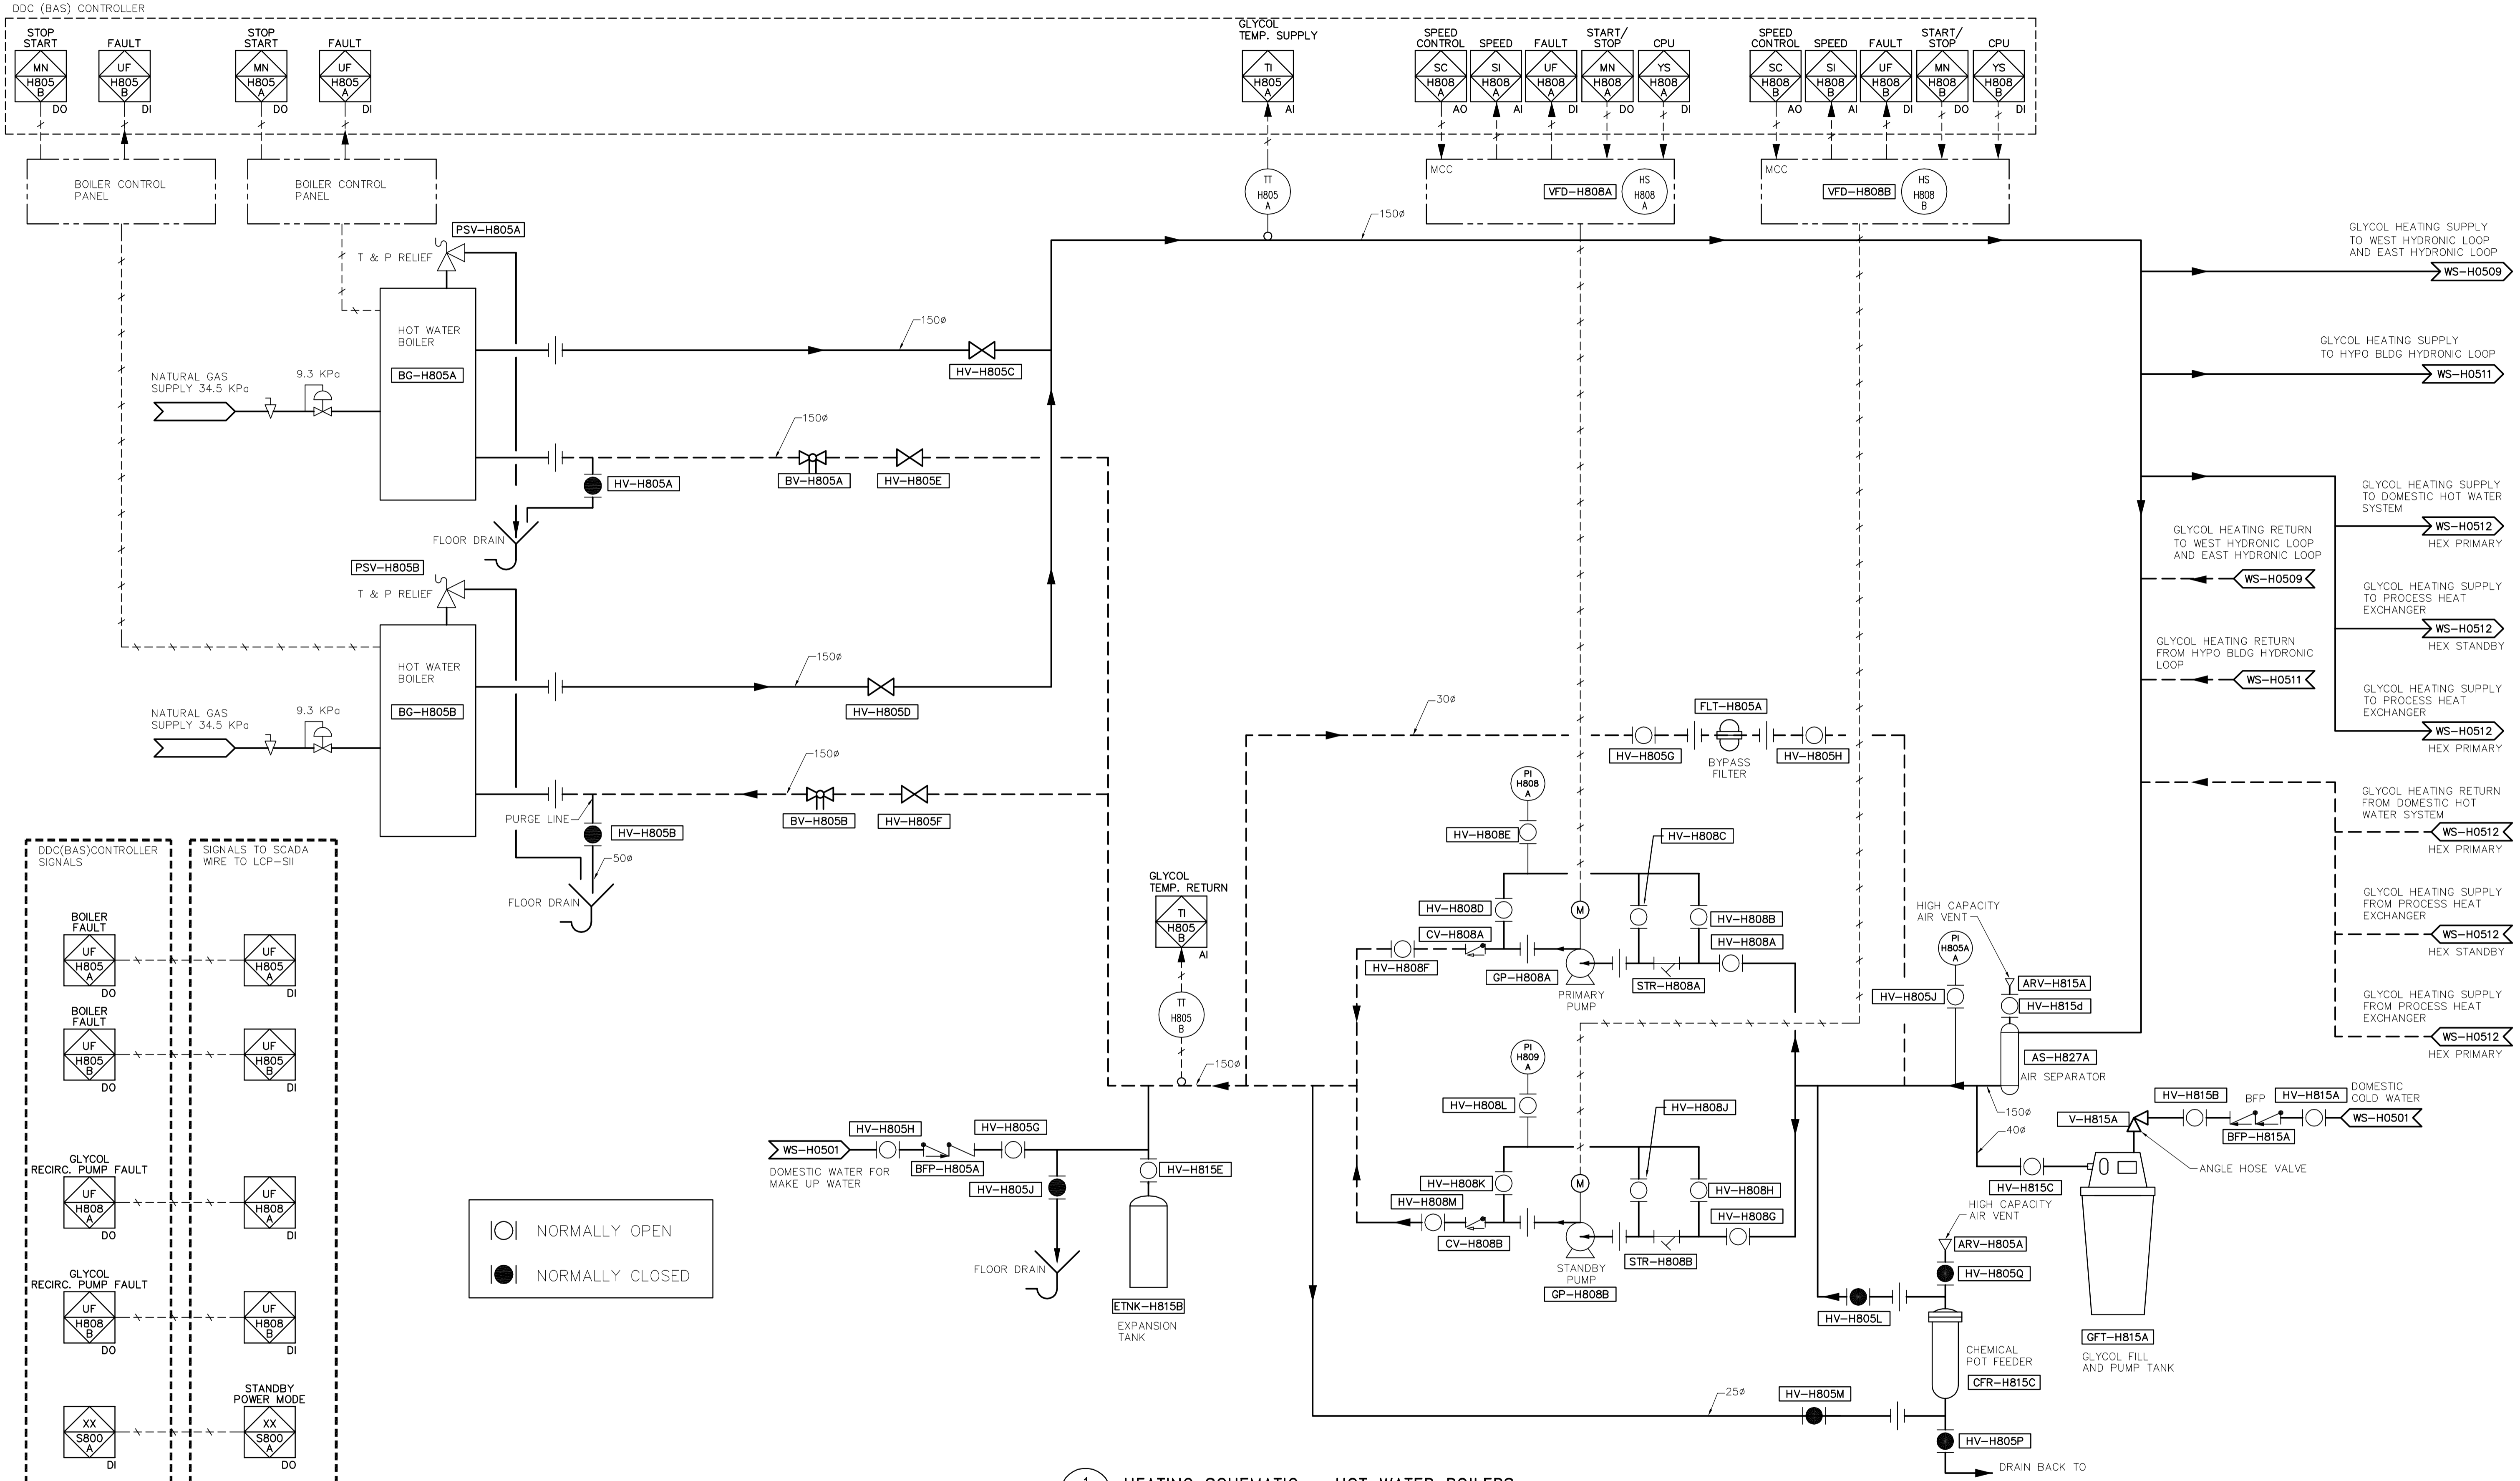 DDC (BAS) CONTROLLER
STOP
START
MN
H805
B
DO
FAULT
UF
H805
B
DI
STOP
START
MN
H805
A
DO
FAULT
UF
H805
A
DI
GLYCOL
TEMP. SUPPLY
TI
H805
A
AI
SPEED
CONTROL
SC
H808
A
AO
SPEED
SI
H808
A
AI
FAULT
UF
H808
A
DI
START/
STOP
MN
H808
A
DO
CPU
YS
H808
A
DI
SPEED
CONTROL
SC
H808
B
AO
SPEED
SI
H808
B
AI
FAULT
UF
H808
B
DI
START/
STOP
MN
H808
B
DO
CPU
YS
H808
B
DI
BOILER CONTROL
PANEL
BOILER CONTROL
PANEL
TT
H805
A
MCC
VFD-H808A
HS
H808
A
MCC
VFD-H808B
HS
H808
B
150ø
PSV-H805A
T & P RELIEF
HOT WATER
BOILER
BG-H805A
NATURAL GAS
SUPPLY 34.5 KPa
9.3 KPa
150ø
HV-H805C
150ø
HV-H805A
BV-H805A
HV-H805E
FLOOR DRAIN
PSV-H805B
T & P RELIEF
HOT WATER
BOILER
BG-H805B
NATURAL GAS
SUPPLY 34.5 KPa
9.3 KPa
150ø
HV-H805D
150ø
PURGE LINE
HV-H805B
BV-H805B
HV-H805F
50ø
FLOOR DRAIN
GLYCOL HEATING SUPPLY
TO WEST HYDRONIC LOOP
AND EAST HYDRONIC LOOP
WS-H0509
GLYCOL HEATING SUPPLY
TO HYPO BLDG HYDRONIC LOOP
WS-H0511
GLYCOL HEATING SUPPLY
TO DOMESTIC HOT WATER
SYSTEM
WS-H0512
HEX PRIMARY
GLYCOL HEATING RETURN
TO WEST HYDRONIC LOOP
AND EAST HYDRONIC LOOP
WS-H0509
GLYCOL HEATING SUPPLY
TO PROCESS HEAT
EXCHANGER
WS-H0512
HEX STANDBY
GLYCOL HEATING RETURN
FROM HYPO BLDG HYDRONIC
LOOP
WS-H0511
GLYCOL HEATING SUPPLY
TO PROCESS HEAT
EXCHANGER
WS-H0512
HEX PRIMARY
GLYCOL HEATING RETURN
FROM DOMESTIC HOT
WATER SYSTEM
WS-H0512
HEX PRIMARY
GLYCOL HEATING SUPPLY
FROM PROCESS HEAT
EXCHANGER
WS-H0512
HEX STANDBY
GLYCOL HEATING SUPPLY
FROM PROCESS HEAT
EXCHANGER
WS-H0512
HEX PRIMARY
30ø
FLT-H805A
HV-H805G
BYPASS
FILTER
HV-H805H
PI
H808
A
HV-H808E
HV-H808C
HV-H808D
HV-H808B
CV-H808A
HV-H808A
M
HV-H808F
GP-H808A
STR-H808A
PRIMARY
PUMP
PI
H809
A
HV-H808L
HV-H808J
HV-H808K
HV-H808H
HV-H808M
HV-H808G
M
CV-H808B
STR-H808B
STANDBY
PUMP
GP-H808B
GLYCOL
TEMP. RETURN
TI
H805
B
AI
TT
H805
B
150ø
HV-H805H
HV-H805G
WS-H0501
BFP-H805A
DOMESTIC WATER FOR
MAKE UP WATER
HV-H805J
HV-H815E
FLOOR DRAIN
ETNK-H815B
EXPANSION
TANK
HIGH CAPACITY
AIR VENT
PI
H805A
A
ARV-H815A
HV-H805J
HV-H815d
AS-H827A
AIR SEPARATOR
150ø
40ø
V-H815A
HV-H815B
BFP
HV-H815A
DOMESTIC
COLD WATER
WS-H0501
BFP-H815A
ANGLE HOSE VALVE
HV-H815C
HIGH CAPACITY
AIR VENT
ARV-H805A
HV-H805Q
HV-H805L
CHEMICAL
POT FEEDER
CFR-H815C
GFT-H815A
GLYCOL FILL
AND PUMP TANK
25ø
HV-H805M
HV-H805P
DRAIN BACK TO
DDC(BAS)CONTROLLER
SIGNALS
SIGNALS TO SCADA
WIRE TO LCP-SII
BOILER
FAULT
UF
H805
A
DO
UF
H805
A
DI
BOILER
FAULT
UF
H805
B
DO
UF
H805
B
DI
GLYCOL
RECIRC. PUMP FAULT
UF
H808
A
DO
UF
H808
A
DI
GLYCOL
RECIRC. PUMP FAULT
UF
H808
B
DO
UF
H808
B
DI
XX
S800
A
DI
STANDBY
POWER MODE
XX
S800
A
DO
NORMALLY OPEN
NORMALLY CLOSED
1 HEATING SCHEMATIC - HOT WATER BOILERS